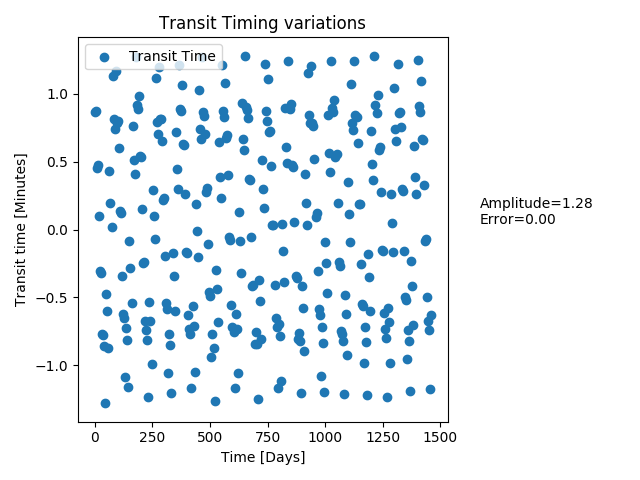 Transit Timing variations
Transit Time
1.0
0.5
0.0
−0.5
−1.0
Transit time [Minutes]
0
250
500
750
1000
1250
1500
Time [Days]
Amplitude=1.28
Error=0.00